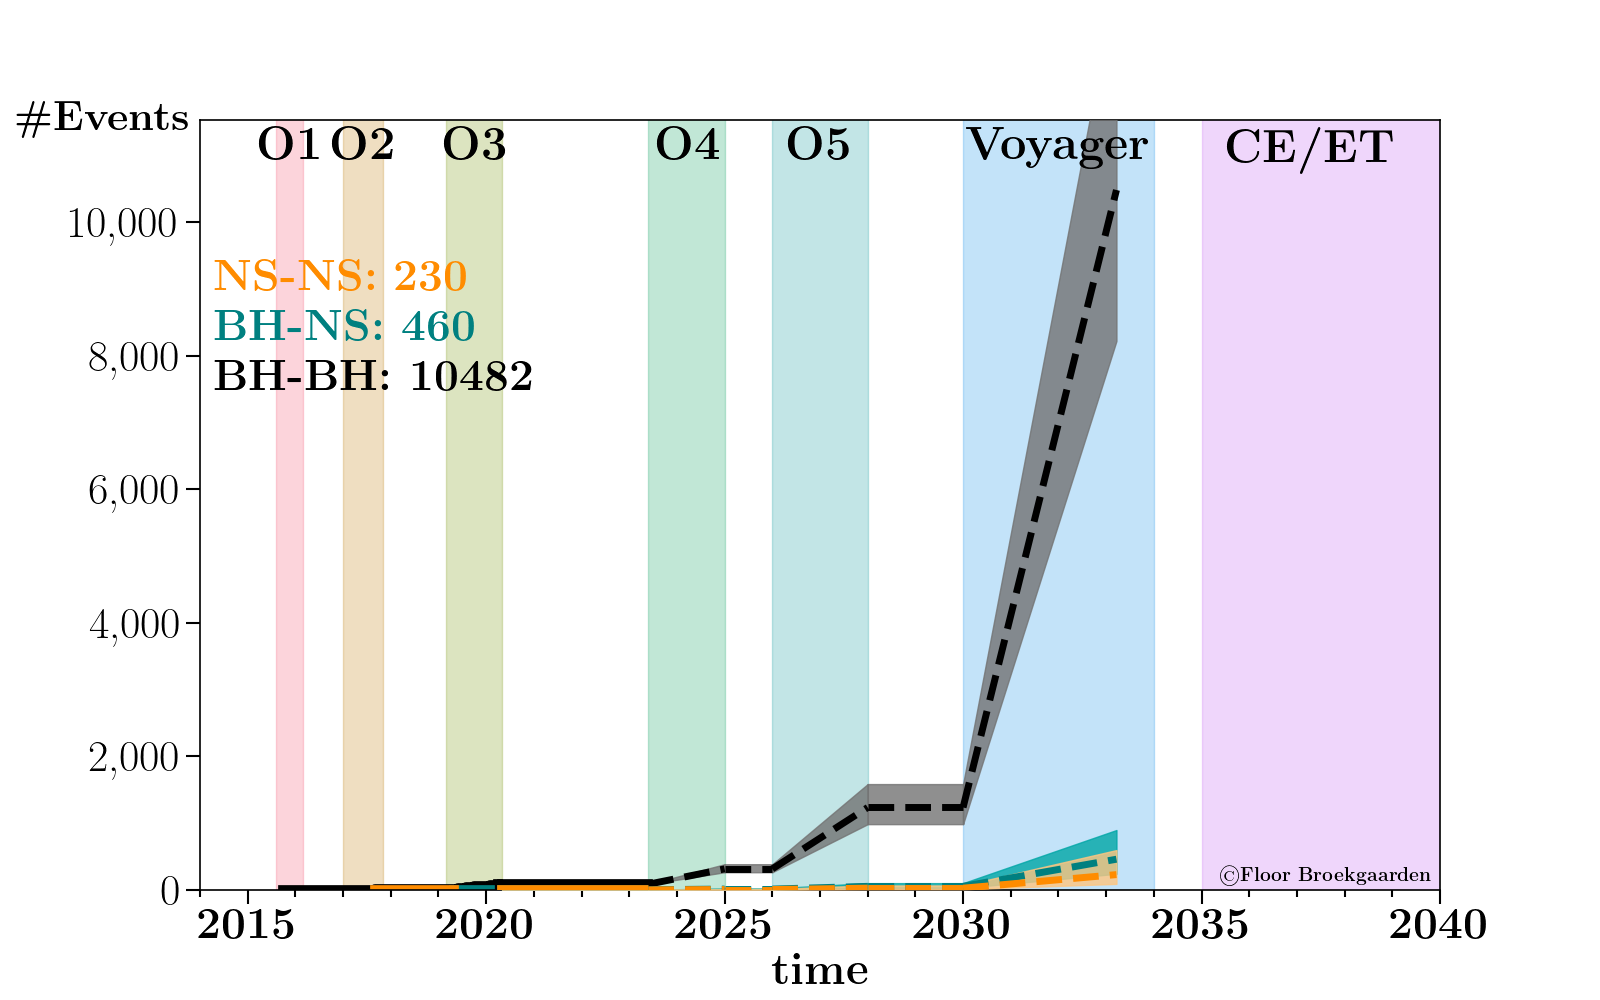 #Events
O1 O2 O3 O4 O5 Voyager CE/ET
10,000
NS-NS: 230
BH-NS: 460
8,000
BH-BH: 10482
6,000
4,000
2,000
©Floor Broekgaarden
0
2015 2020 2025 2030 2035 2040
time